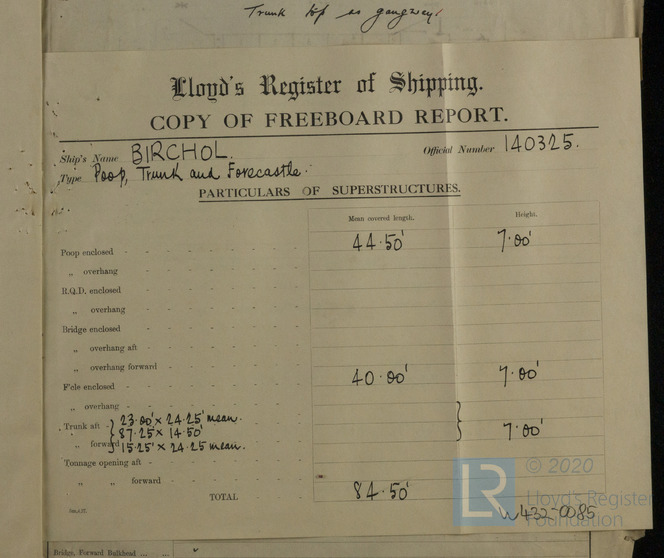 Trunk top as gangway.
Lloyd's Register of Shipping.
COPY OF FREEBOARD REPORT.
Ship's Name BIRCHOL. Official Number 140325.
Type Poop, Trunk and Forecastle.
PARTICULARS OF SUPERSTRUCTURES.
Mean covered length. Height.
Poop enclosed 44.50' 7.00'
„ overhang
R.Q.D. enclosed
„ overhang
Bridge enclosed
„ overhang aft
„ overhang forward
F'cle enclosed 40.00' 7.00'
„ overhang
Trunk aft } 23.00' x 24.25' mean.
87.25' x 14.50' } 7.00'
„ forward 15.25' x 24.25 mean.
Tonnage opening aft
„ „ forward
TOTAL 84.50'
LR © 2020
Lloyd's Register
Foundation
W432-0085
Bridge, Forward Bulkhead